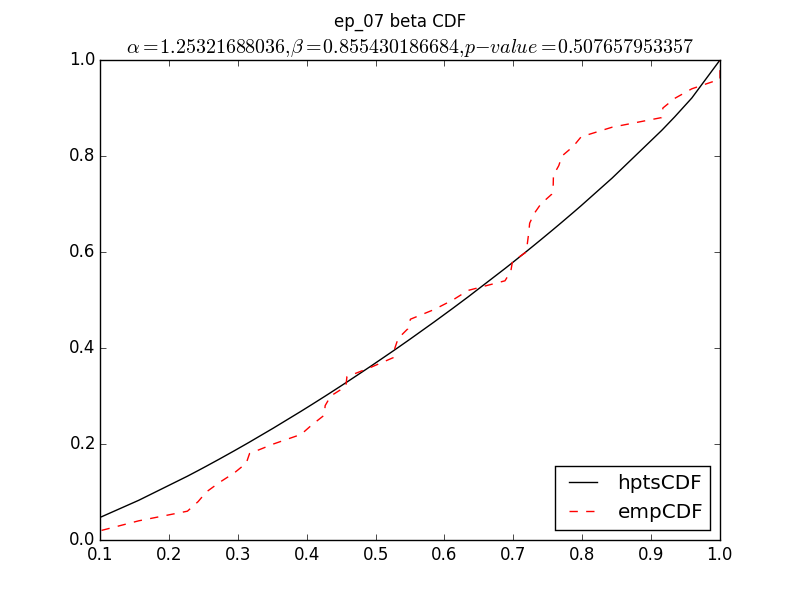 ep_07 beta CDF
α=1.25321688036,β=0.855430186684,p−value=0.507657953357
1.0
0.8
0.6
0.4
0.2
0.0
0.1 0.2 0.3 0.4 0.5 0.6 0.7 0.8 0.9 1.0
hptsCDF
empCDF